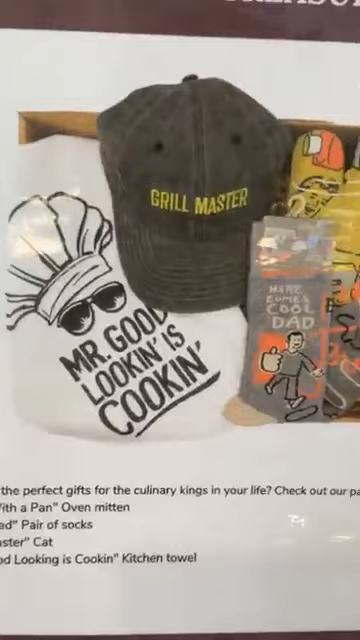 GRILL MASTER
HERE
COMES
COOL
DAD
MR. GOOD
LOOKIN' IS
COOKIN'
the perfect gifts for the culinary kings in your life? Check out our pa
ith a Pan" Oven mitten
ad" Pair of socks
aster" Cat
od Looking is Cookin" Kitchen towel